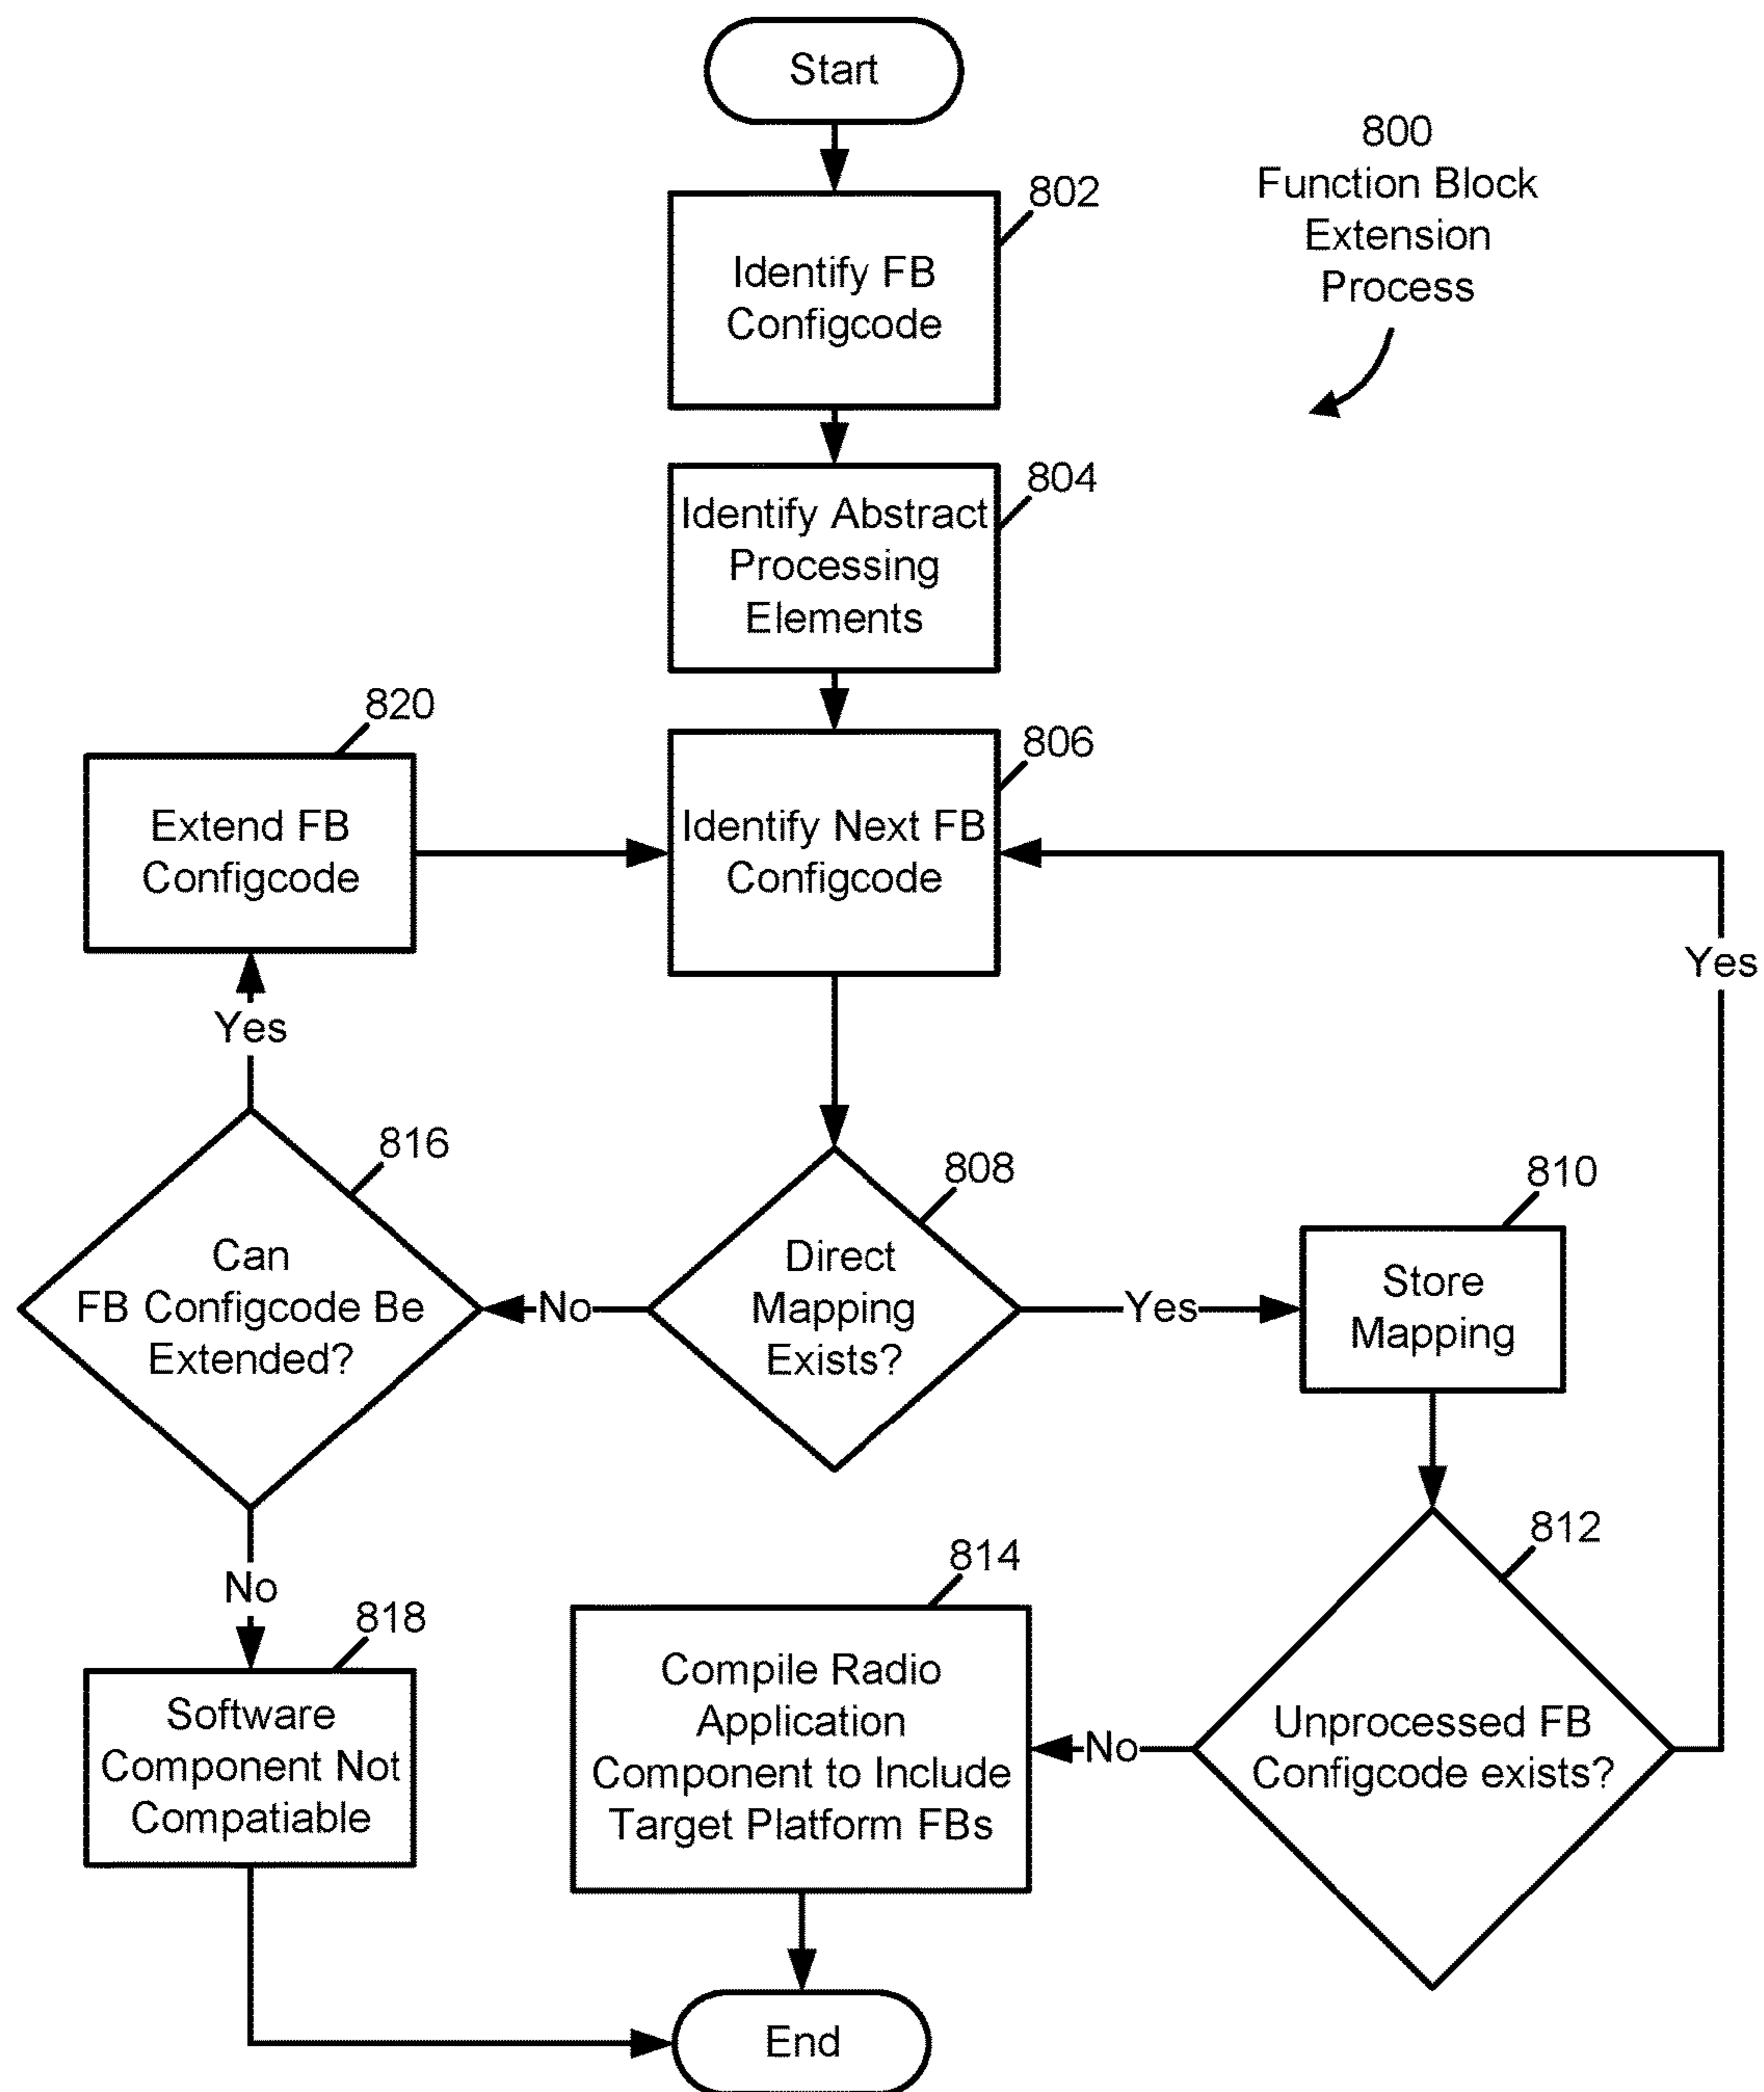 Start
800
Function Block
Extension
Process
802
Identify FB
Configcode
804
Identify Abstract
Processing
Elements
820
Extend FB
Configcode
806
Identify Next FB
Configcode
Yes
Yes
816
Can
FB Configcode Be
Extended?
No
808
Direct
Mapping
Exists?
Yes
810
Store
Mapping
812
Unprocessed FB
Configcode exists?
No
814
Compile Radio
Application
Component to Include
Target Platform FBs
No
818
Software
Component Not
Compatiable
End